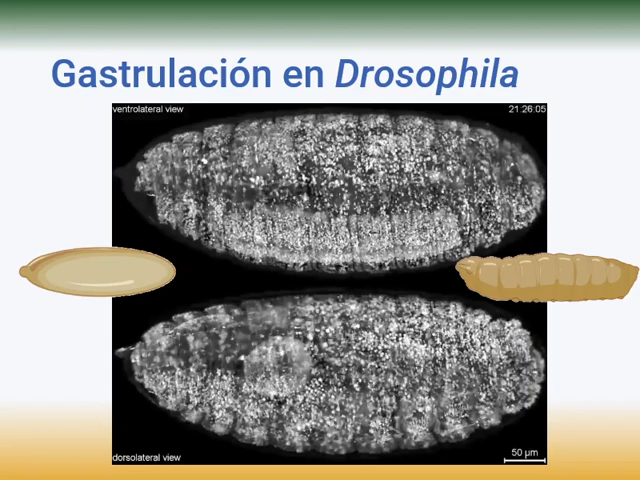 Gastrulación en Drosophila
ventrolateral view
21:26:05
dorsolateral view
50 µm